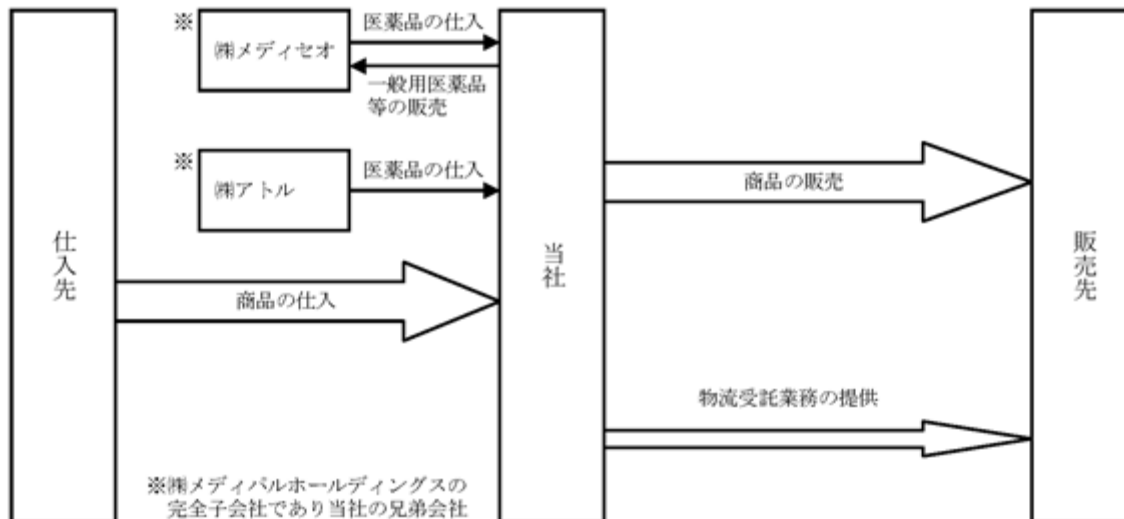 ※
㈱メディセオ
医薬品の仕入
一般用医薬品
等の販売
※
㈱アトル
医薬品の仕入
仕入先
商品の仕入
当社
商品の販売
販売先
物流受託業務の提供
※㈱メディパルホールディングスの
完全子会社であり当社の兄弟会社